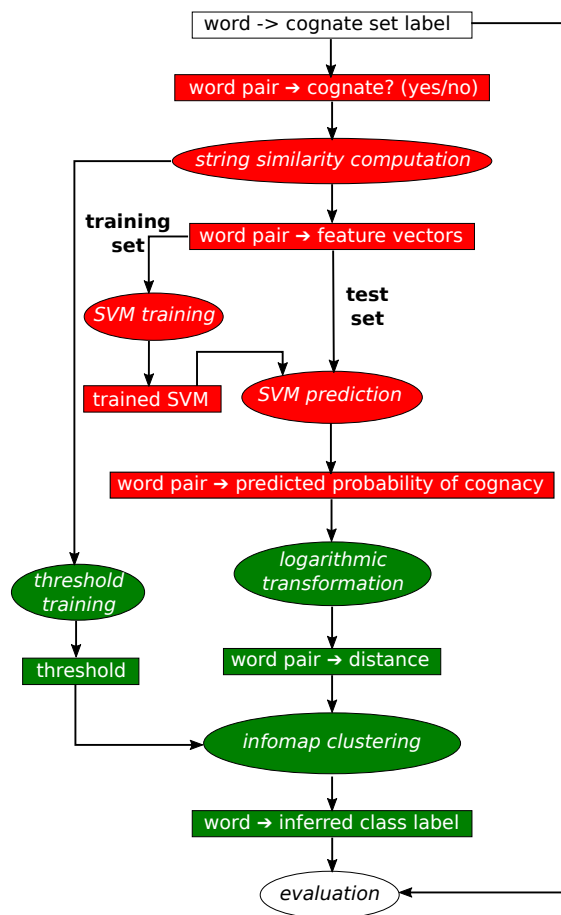 word -> cognate set label
word pair ➔ cognate? (yes/no)
string similarity computation
training
set
word pair ➔ feature vectors
SVM training
test
set
trained SVM
SVM prediction
word pair ➔ predicted probability of cognacy
logarithmic
transformation
threshold
training
word pair ➔ distance
threshold
infomap clustering
word ➔ inferred class label
evaluation